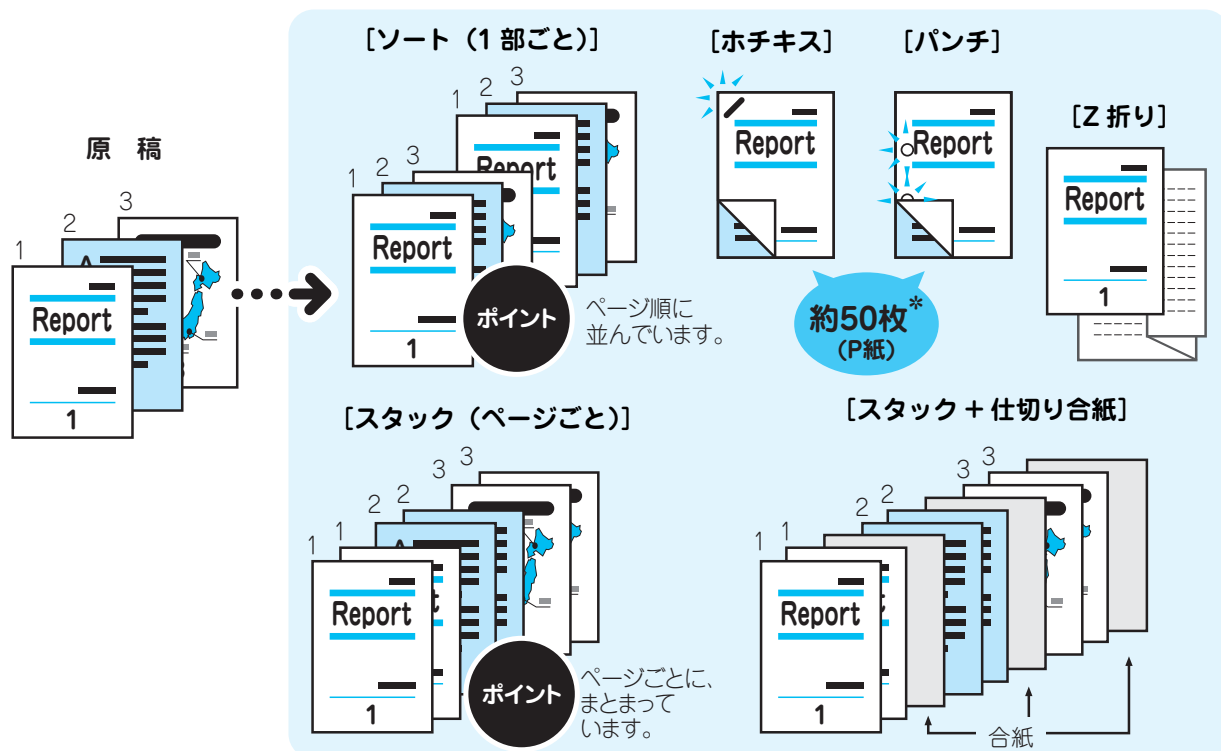 原 稿
1
2
3
Report
1
[ソート（1 部ごと）]
1
2
3
1
2
3
Report
Report
1
ポイント
ページ順に
並んでいます。
[ホチキス]
Report
[パンチ]
Report
約50枚*
(P紙)
[Z 折り]
Report
1
[スタック（ページごと）]
1
1
2
2
3
3
Report
1
ポイント
ページごとに、
まとまって
います。
[スタック + 仕切り合紙]
1
1
2
2
3
3
Report
1
合紙